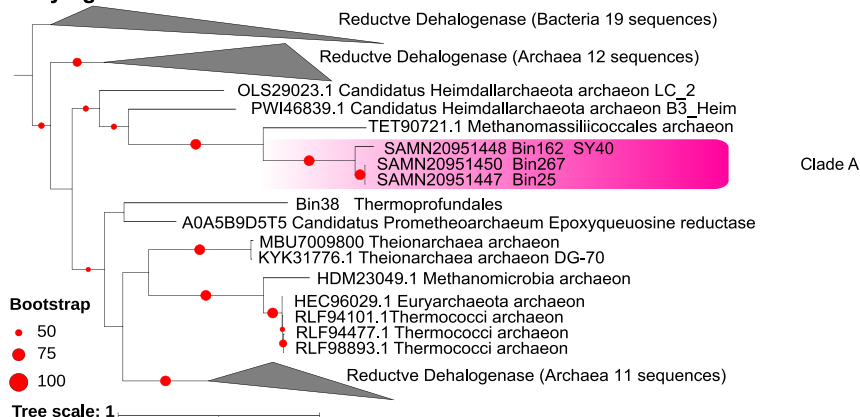 Reductve Dehalogenase (Bacteria 19 sequences)
Reductve Dehalogenase (Archaea 12 sequences)
OLS29023.1 Candidatus Heimdallarchaeota archaeon LC_2
PWI46839.1 Candidatus Heimdallarchaeota archaeon B3_Heim
TET90721.1 Methanomassiliicoccales archaeon
SAMN20951448 Bin162 SY40
SAMN20951450 Bin267
SAMN20951447 Bin25
Clade A
Bin38 Thermoprofundales
A0A5B9D5T5 Candidatus Prometheoarchaeum Epoxyqueuosine reductase
MBU7009800 Theionarchaea archaeon
KYK31776.1 Theionarchaea archaeon DG-70
HDM23049.1 Methanomicrobia archaeon
HEC96029.1 Euryarchaeota archaeon
RLF94101.1Thermococci archaeon
RLF94477.1 Thermococci archaeon
RLF98893.1 Thermococci archaeon
Reductve Dehalogenase (Archaea 11 sequences)
Bootstrap
50
75
100
Tree scale: 1